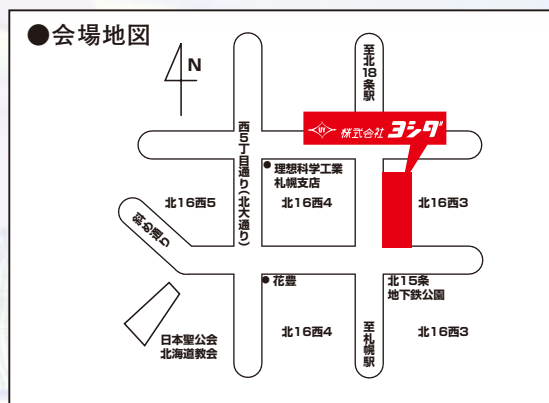 ●会場地図
N
至北18条駅
UY 株式会社 ヨシダ
西5丁目通り(北大通り)
理想科学工業
札幌支店
北16西5
北16西4
北16西3
斜め通り
花豊
北15条
地下鉄公園
日本聖公会
北海道教会
北16西4
至札幌駅
北16西3